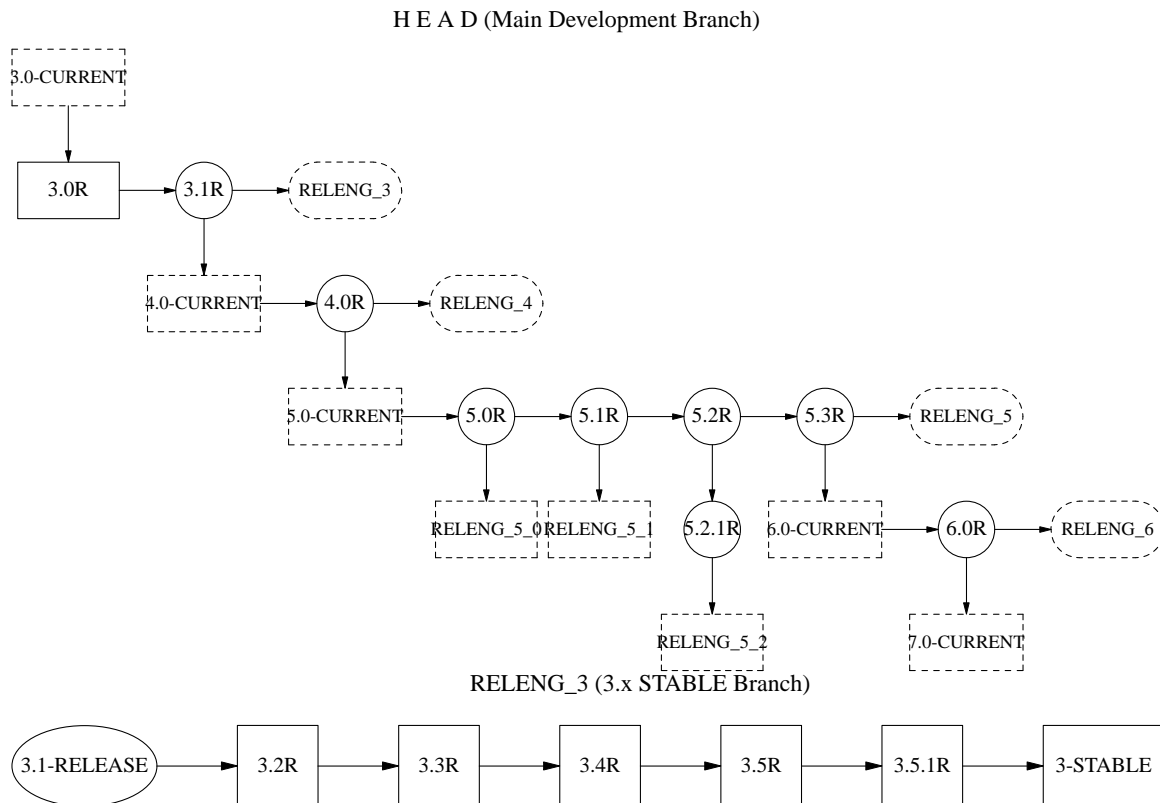 H E A D (Main Development Branch)
3.0-CURRENT
3.0R
3.1R
RELENG_3
4.0-CURRENT
4.0R
RELENG_4
5.0-CURRENT
5.0R
5.1R
5.2R
5.3R
RELENG_5
RELENG_5_0
RELENG_5_1
5.2.1R
6.0-CURRENT
6.0R
RELENG_6
RELENG_5_2
7.0-CURRENT
RELENG_3 (3.x STABLE Branch)
3.1-RELEASE
3.2R
3.3R
3.4R
3.5R
3.5.1R
3-STABLE